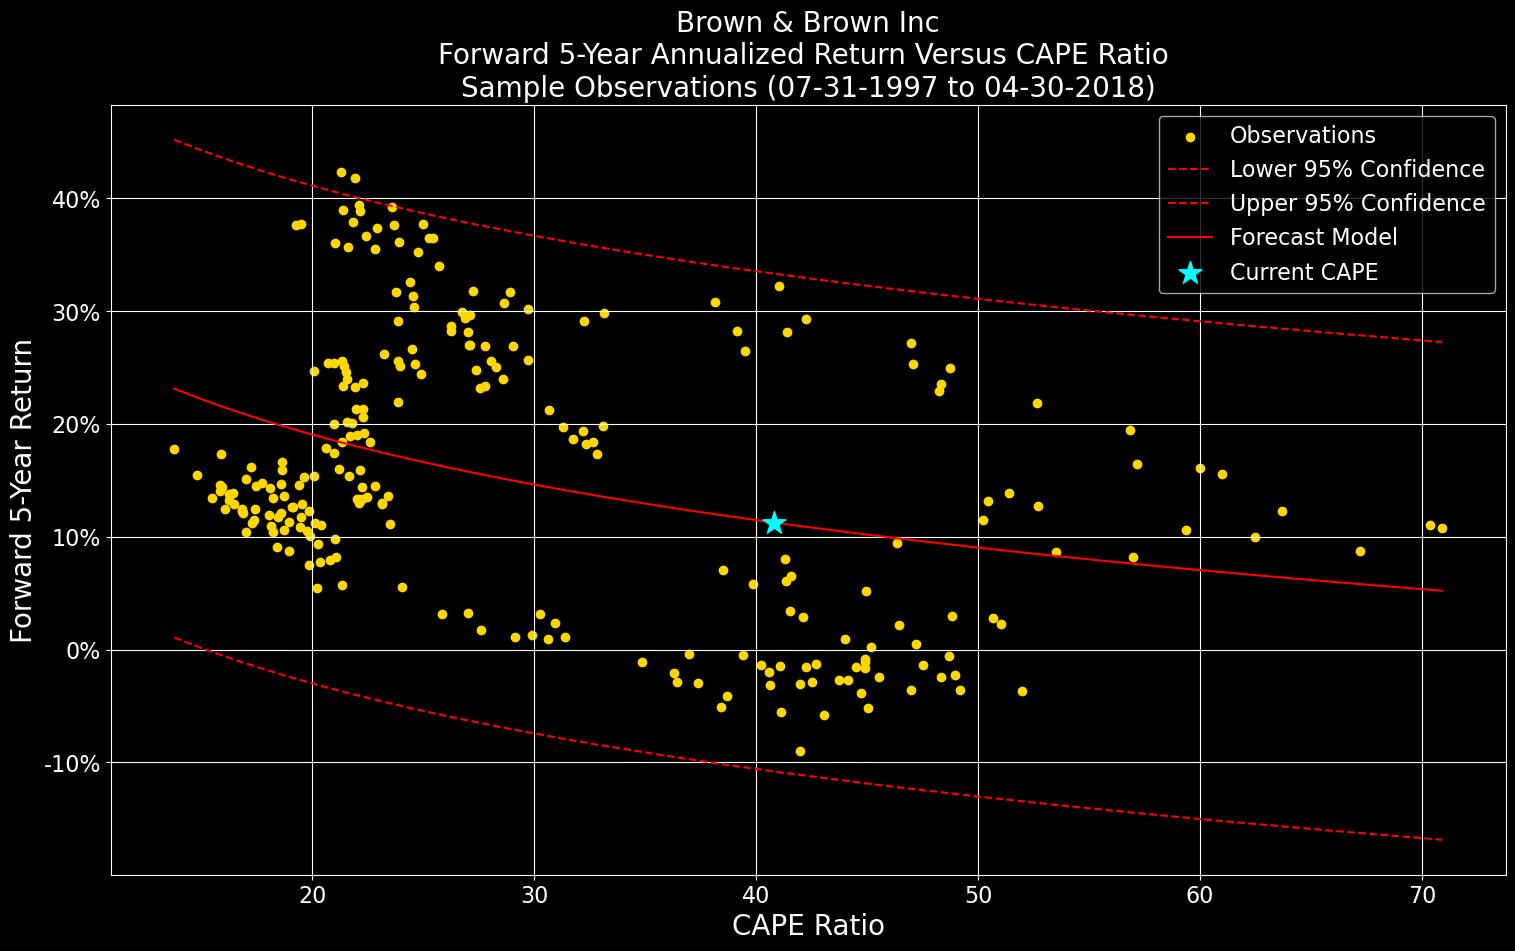 Brown & Brown Inc
Forward 5-Year Annualized Return Versus CAPE Ratio
Sample Observations (07-31-1997 to 04-30-2018)
Observations
Lower 95% Confidence
Upper 95% Confidence
Forecast Model
Current CAPE
Forward 5-Year Return
40%
30%
20%
10%
0%
-10%
20 30 40 50 60 70
CAPE Ratio